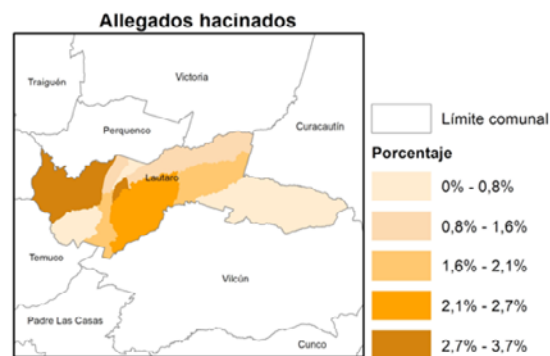 Allegados hacinados
Traiguén
Victoria
Perquenco
Curacautín
Lautaro
Temuco
Vilcún
Padre Las Casas
Cunco
Límite comunal
Porcentaje
0% - 0,8%
0,8% - 1,6%
1,6% - 2,1%
2,1% - 2,7%
2,7% - 3,7%